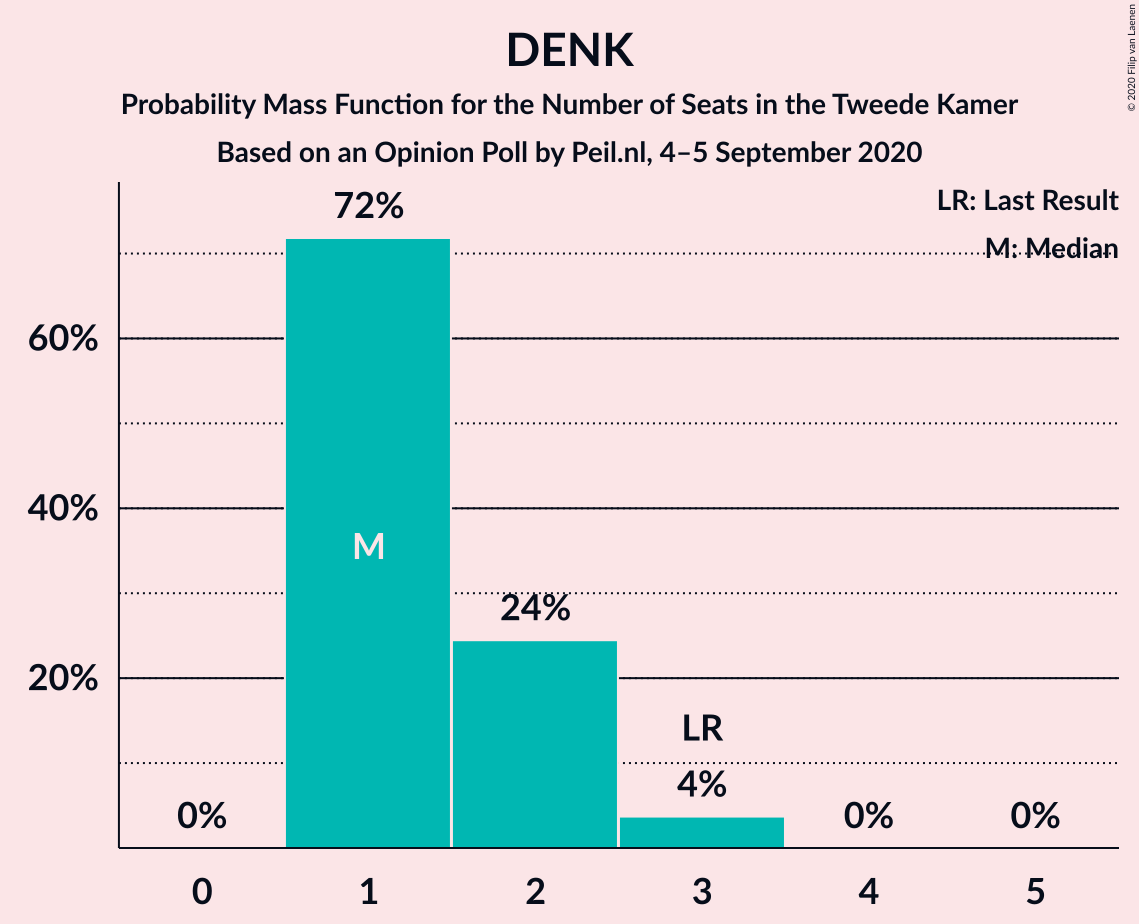 DENK
Probability Mass Function for the Number of Seats in the Tweede Kamer
Based on an Opinion Poll by Peil.nl, 4–5 September 2020
© 2020 Filip van Laenen
LR: Last Result
M: Median
72%
60%
40%
M
24%
20%
LR
4%
0%
0%
0%
0
1
2
3
4
5